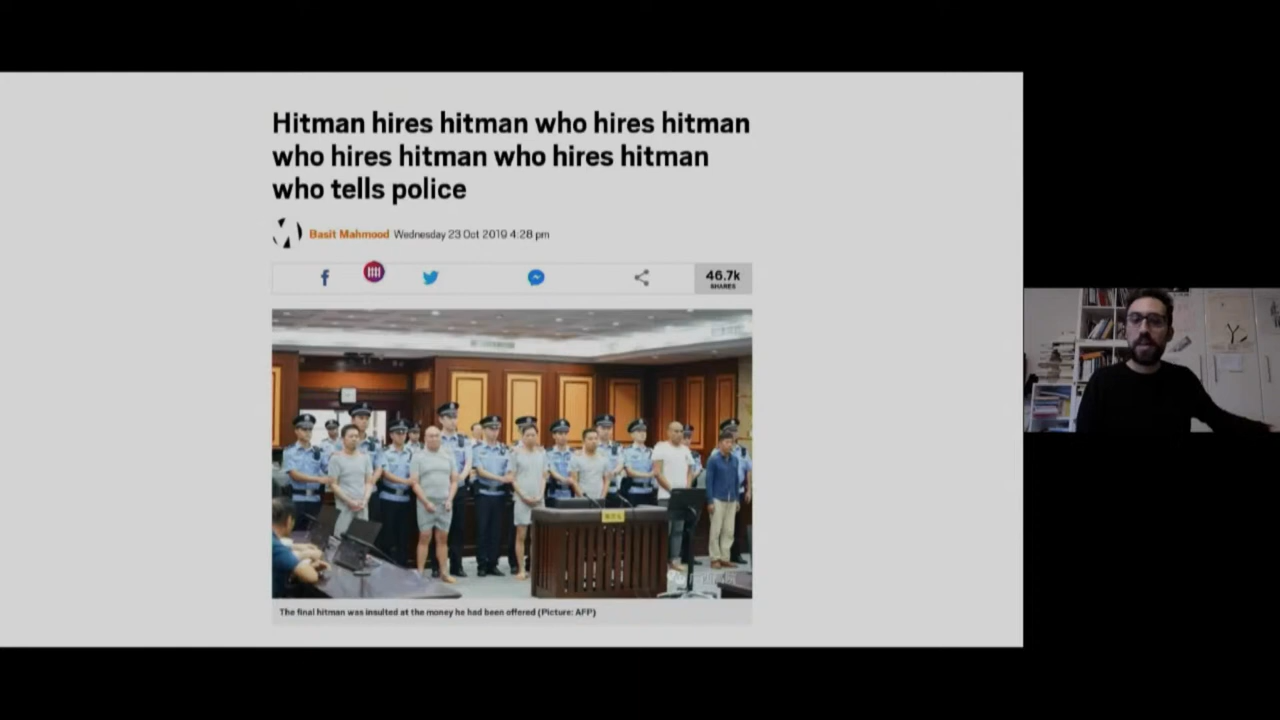 Hitman hires hitman who hires hitman
who hires hitman who hires hitman
who tells police
Basit Mahmood Wednesday 23 Oct 2019 4:28 pm
46.7k
SHARES
The final hitman was insulted at the money he had been offered (Picture: AFP)